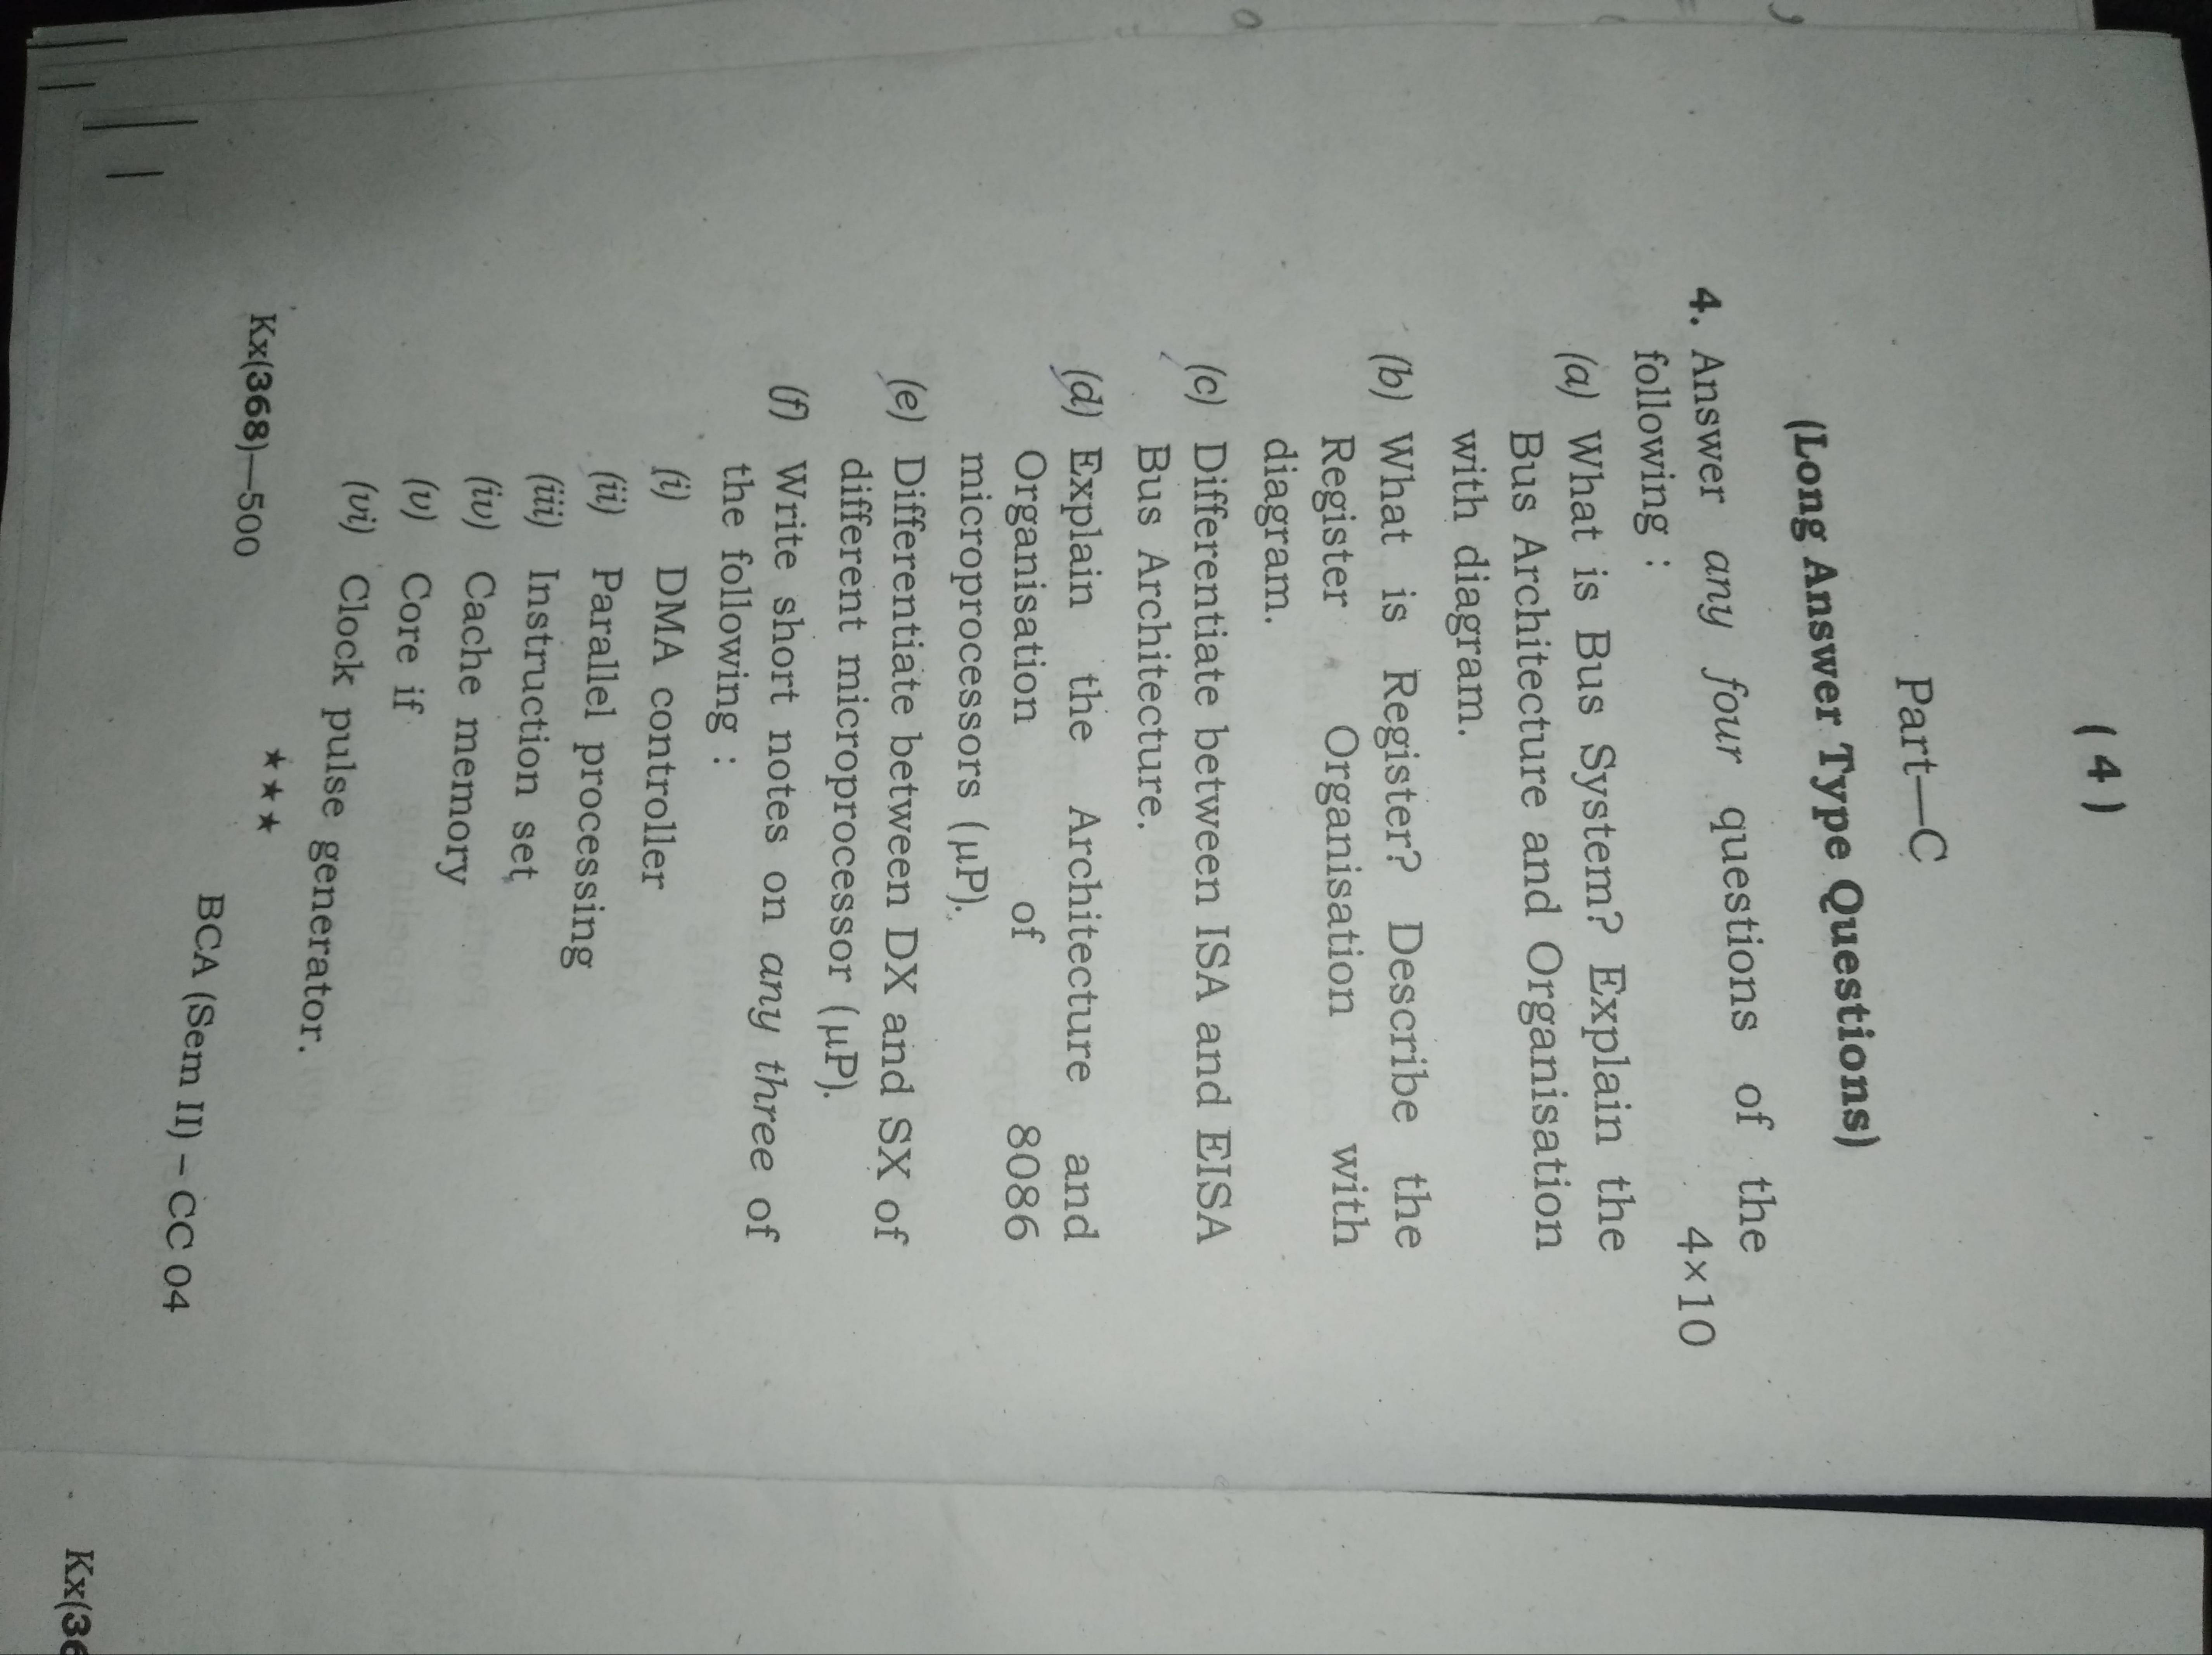 ( 4 )
Part—C
(Long Answer Type Questions)
4. Answer any four questions of the
following : 4×10
(a) What is Bus System? Explain the
Bus Architecture and Organisation
with diagram.
(b) What is Register? Describe the
Register Organisation with
diagram.
(c) Differentiate between ISA and EISA
Bus Architecture.
(d) Explain the Architecture and
Organisation of 8086
microprocessors (µP).
(e) Differentiate between DX and SX of
different microprocessor (µP).
(f) Write short notes on any three of
the following :
(i) DMA controller
(ii) Parallel processing
(iii) Instruction set
(iv) Cache memory
(v) Core if
(vi) Clock pulse generator.
★★★
Kx(368)—500
BCA (Sem II) – CC 04